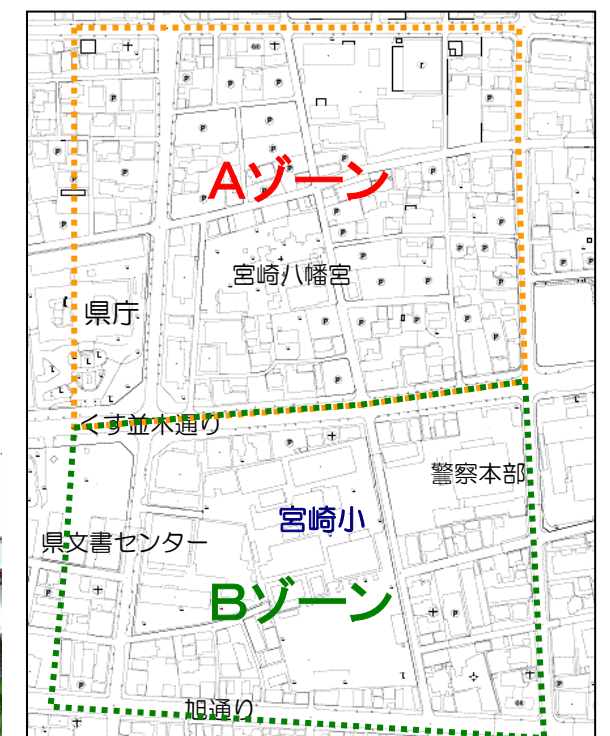 Aゾーン
宮崎八幡宮
県庁
くす並木通り
警察本部
宮崎小
県文書センター
Bゾーン
旭通り